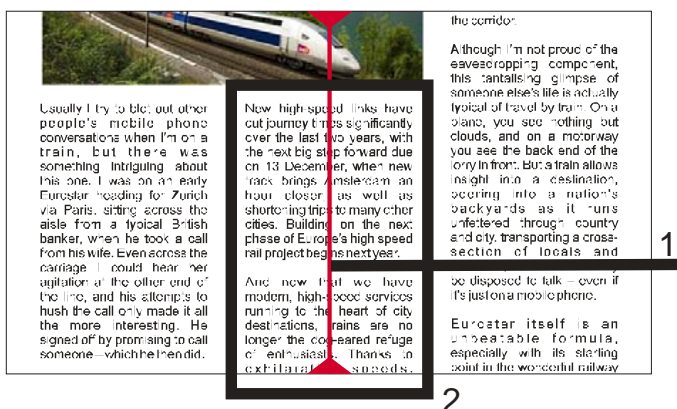 Usually I try to blot out other
people's mobile phone
conversations when I'm on a
train, but there was
something intriguing about
this one. I was on an early
Eurostar heading for Zurich
via Paris, sitting across the
aisle from a typical British
banker, when he took a call
from his wife. Even across the
carriage I could hear her
agitation at the other end of
the line, and his attempts to
hush the call only made it all
the more interesting. He
signed off by promising to call
someone – which he then did.
New high-speed links have
cut journey times significantly
over the last two years, with
the next big step forward due
on 13 December, when new
track brings Amsterdam an
hour closer, as well as
shortening trips to many other
cities. Building on the next
phase of Europe's high speed
rail project begins next year.
And now that we have
modern, high-speed services
running to the heart of city
destinations, trains are no
longer the dog-eared refuge
of enthusiasts. Thanks to
exhilarating speeds,
the corridor.
Although I'm not proud of the
eavesdropping component,
this tantalising glimpse of
someone else's life is actually
typical of travel by train. On a
plane, you see nothing but
clouds, and on a motorway
you see the back end of the
lorry in front. But a train allows
insight into a destination,
peering into a nation's
backyards as it runs
unfettered through country
and city, transporting a cross-
section of locals and
be disposed to talk – even if
it's just on a mobile phone.
Eurostar itself is an
unbeatable formula,
especially with its starting
point in the wonderful railway
1
2